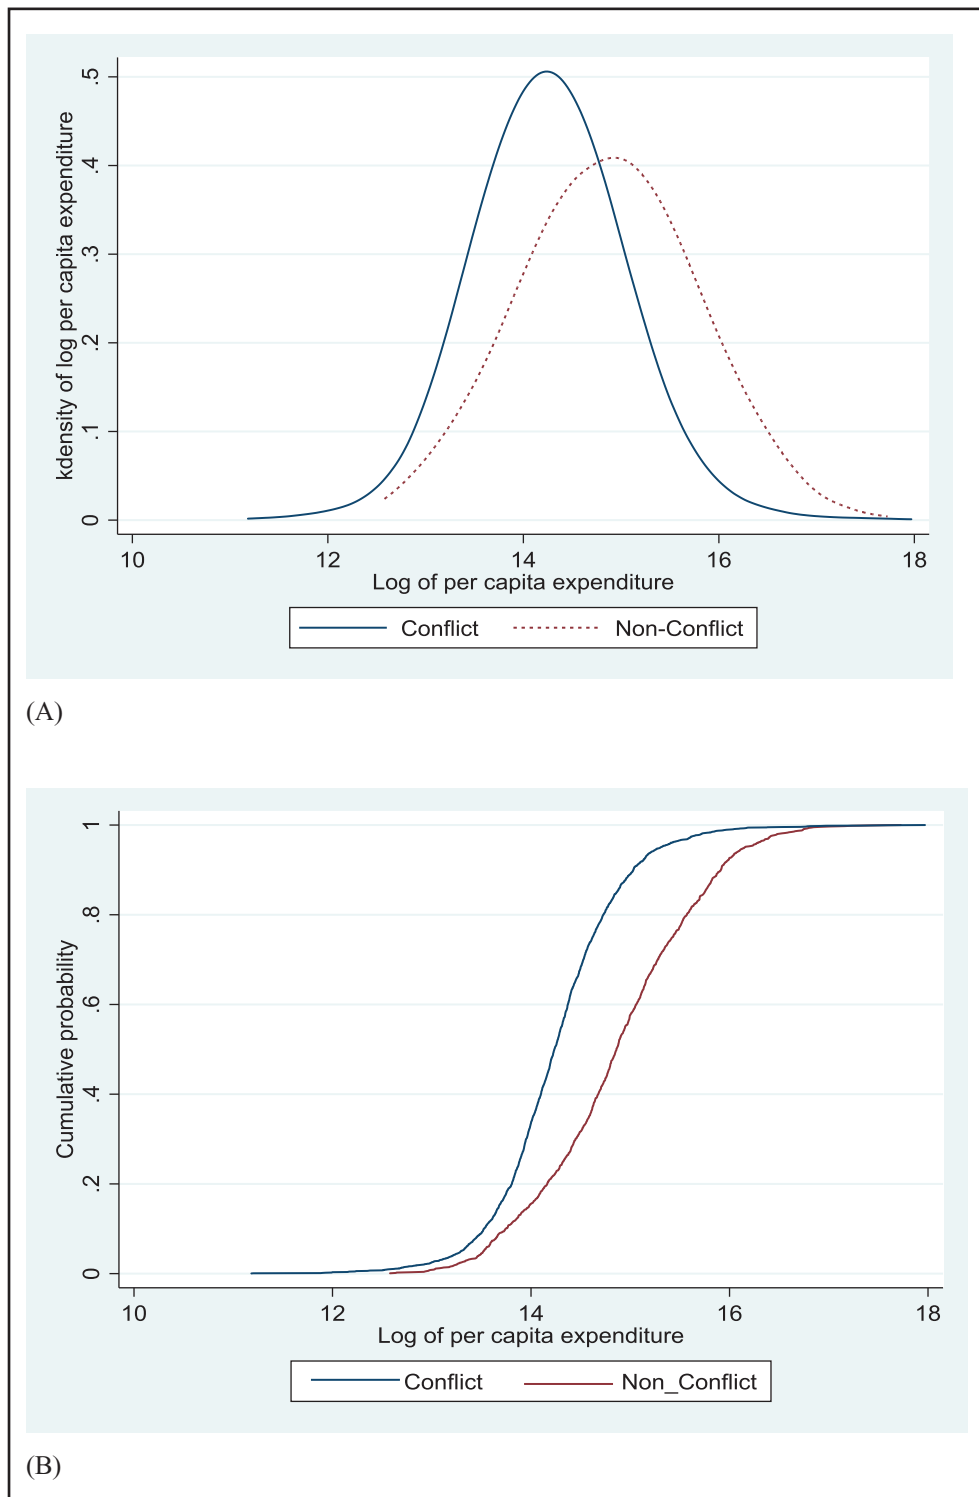 kdensity of log per capita expenditure
.5
.4
.3
.2
.1
0
10 12 14 16 18
Log of per capita expenditure
Conflict Non-Conflict
(A)
Cumulative probability
1
.8
.6
.4
.2
0
10 12 14 16 18
Log of per capita expenditure
Conflict Non_Conflict
(B)